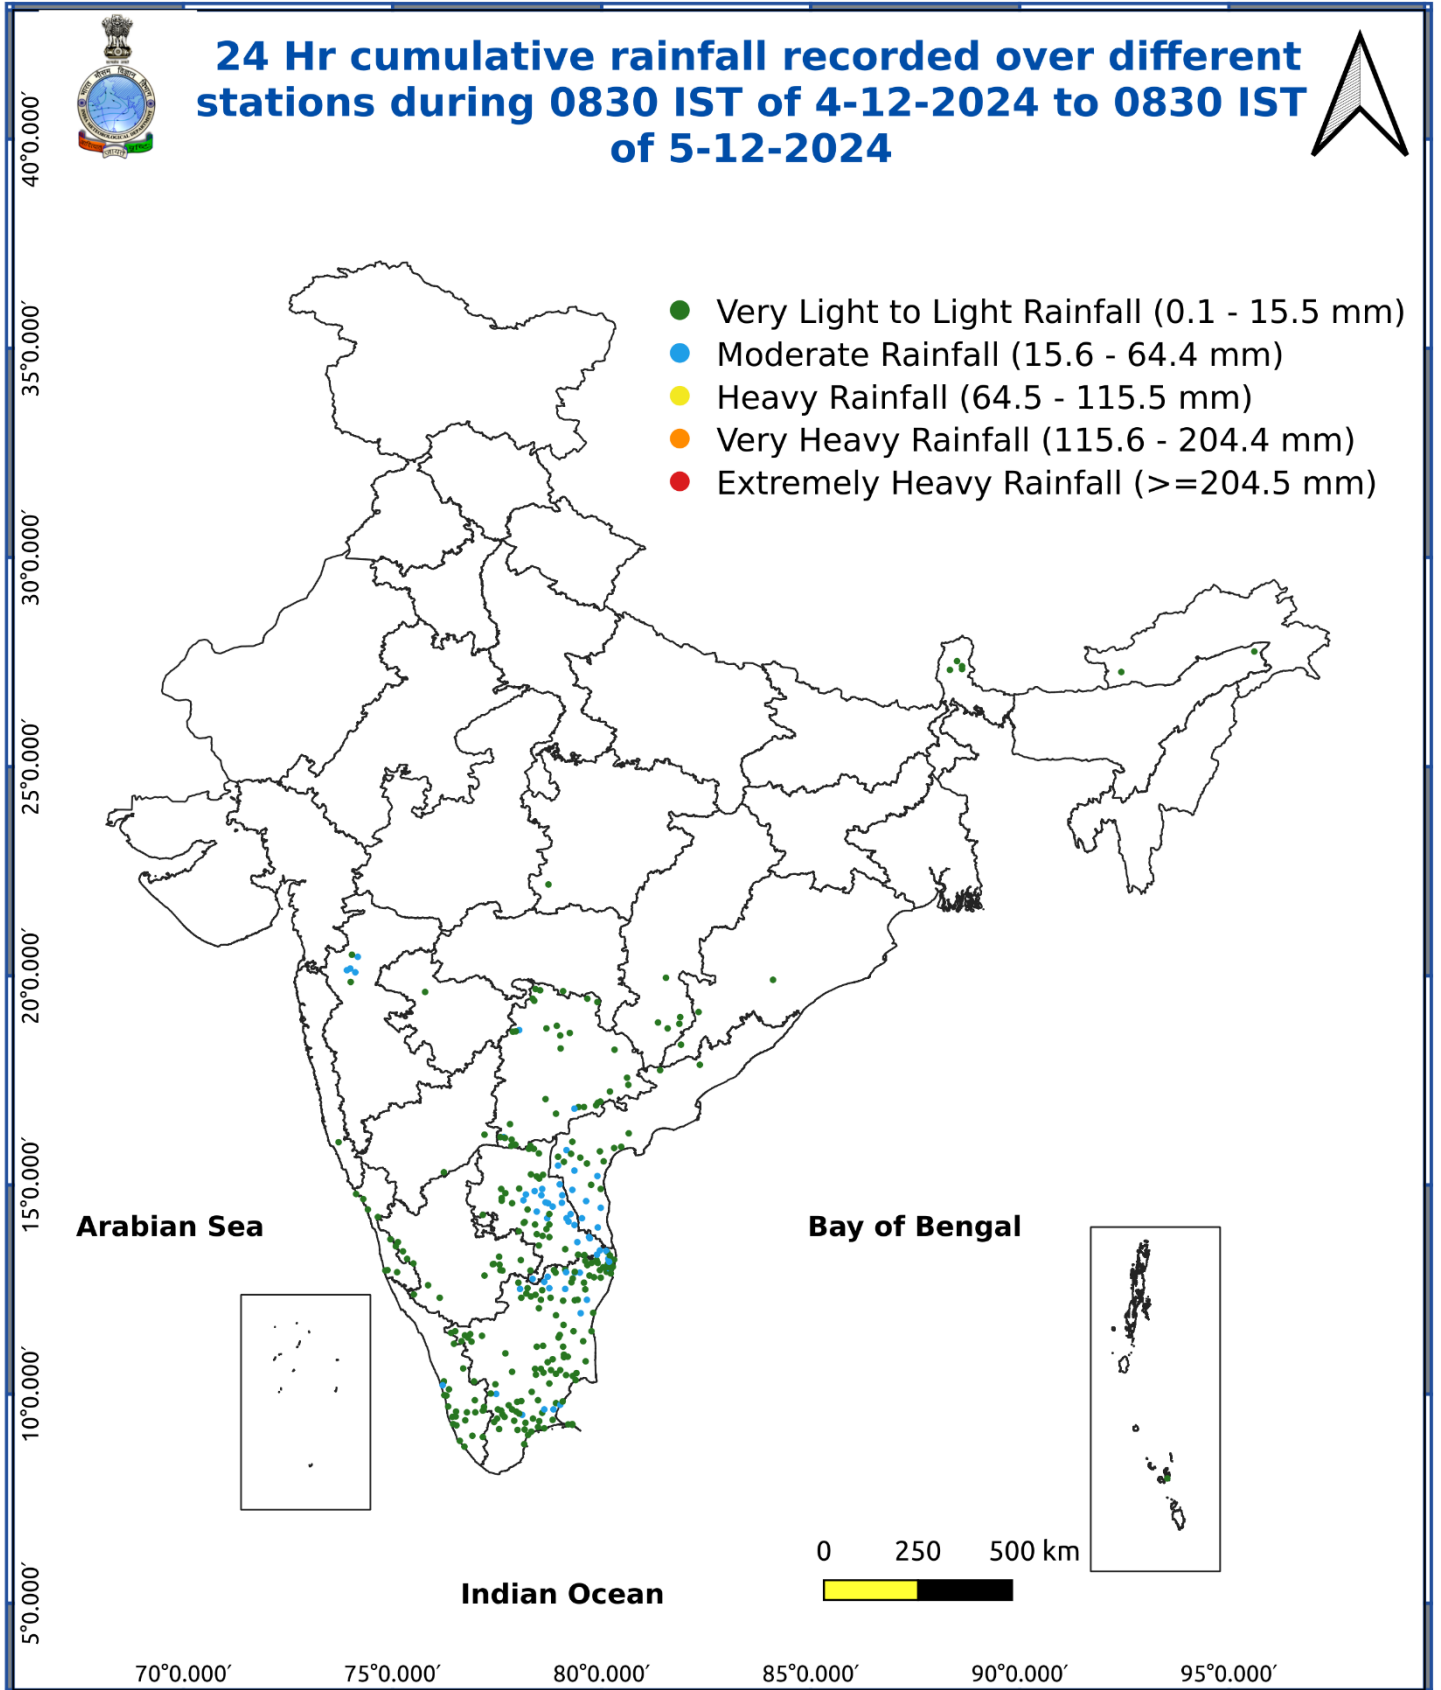 24 Hr cumulative rainfall recorded over different
stations during 0830 IST of 4-12-2024 to 0830 IST
of 5-12-2024
Very Light to Light Rainfall (0.1 - 15.5 mm)
Moderate Rainfall (15.6 - 64.4 mm)
Heavy Rainfall (64.5 - 115.5 mm)
Very Heavy Rainfall (115.6 - 204.4 mm)
Extremely Heavy Rainfall (>=204.5 mm)
40°0.000′
35°0.000′
30°0.000′
25°0.000′
20°0.000′
15°0.000′
10°0.000′
5°0.000′
Arabian Sea
Bay of Bengal
Indian Ocean
0 250 500 km
70°0.000′ 75°0.000′ 80°0.000′ 85°0.000′ 90°0.000′ 95°0.000′